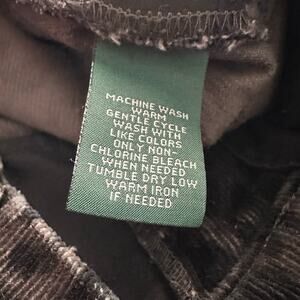 MACHINE WASH
WARM
GENTLE CYCLE
WASH WITH
LIKE COLORS
ONLY NON-
CHLORINE BLEACH
WHEN NEEDED
TUMBLE DRY LOW
WARM IRON
IF NEEDED